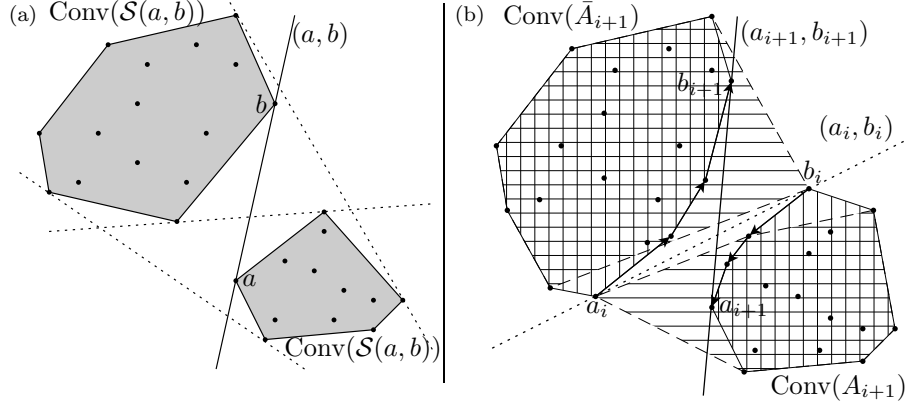 (a)
Conv(𝒮(a, b))
(a, b)
b
a
Conv(𝒮(a, b))
(b)
Conv(Ā_{i+1})
(a_{i+1}, b_{i+1})
b_{i+1}
(a_i, b_i)
b_i
a_i
a_{i+1}
Conv(A_{i+1})